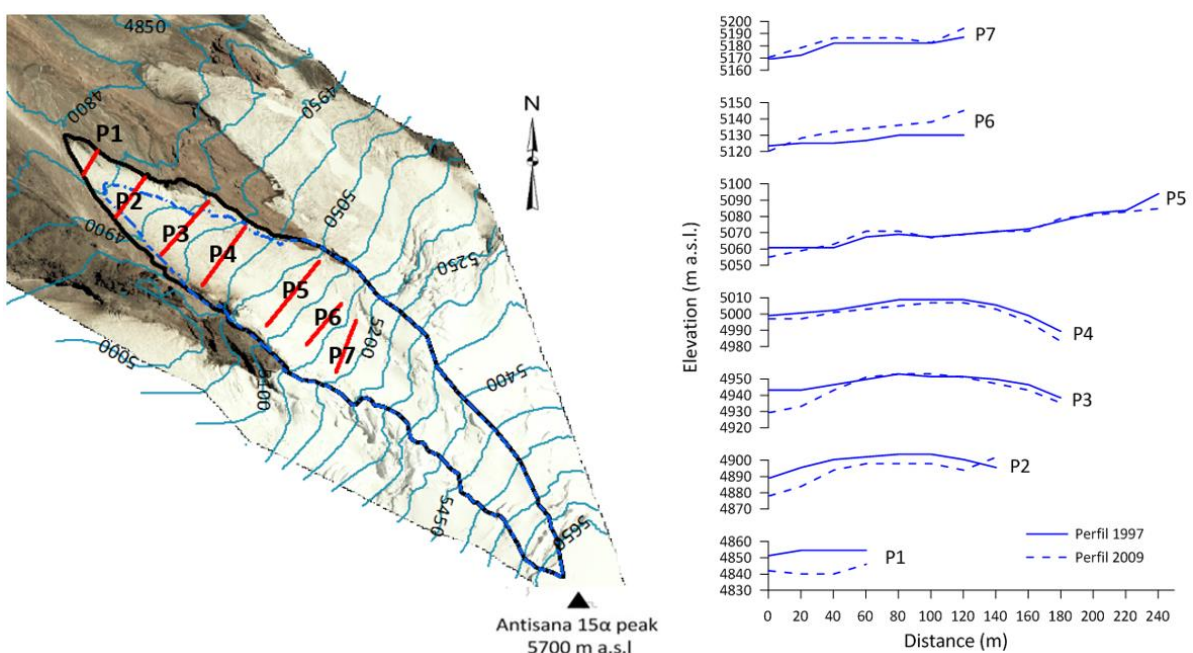 4850
4950
N
4800
P1
P2
4900
P3
P4
5050
P5
5250
P6
P7
5200
5000
5100
5400
5450
5650
Antisana 15α peak
5700 m a.s.l
Elevation (m a.s.l.)
5200
5190
5180
5170
5160
P7
5150
5140
5130
5120
P6
5100
5090
5080
5070
5060
5050
P5
5010
5000
4990
4980
P4
4950
4940
4930
4920
P3
4900
4890
4880
4870
P2
4860
4850
4840
4830
P1
Perfil 1997
Perfil 2009
0 20 40 60 80 100 120 140 160 180 200 220 240
Distance (m)